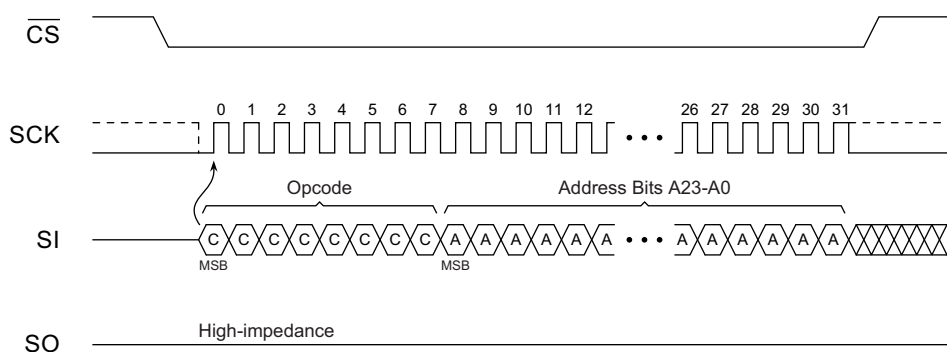 CS
0 1 2 3 4 5 6 7 8 9 10 11 12 26 27 28 29 30 31
SCK
Opcode Address Bits A23-A0
SI C C C C C C C C A A A A A A ••• A A A A A A
MSB MSB
High-impedance
SO